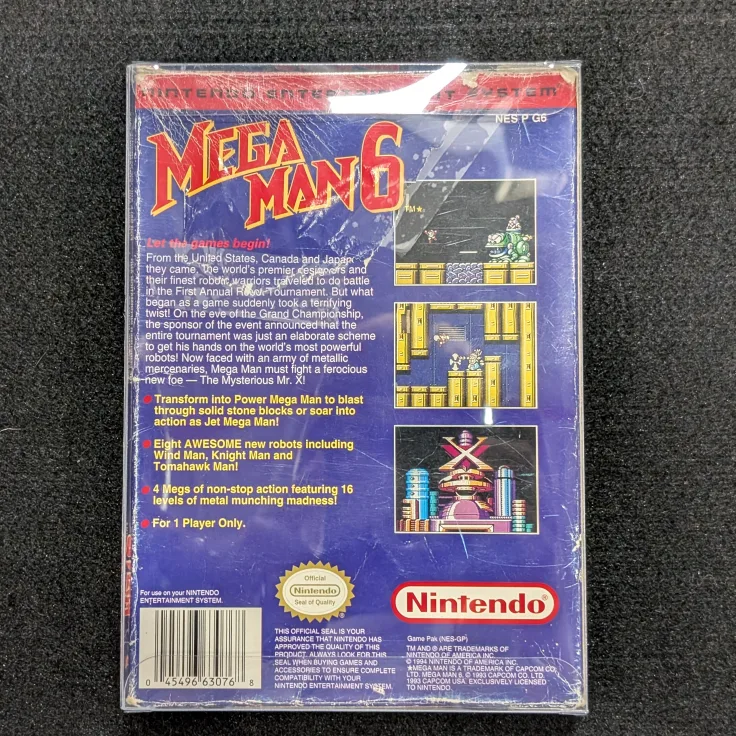 NINTENDO ENTERTAINMENT SYSTEM
NES P G6
MEGA
MAN 6
TM★
Let the games begin!
From the United States, Canada and Japan
they came. The world's premier designers and
their finest robotic warriors traveled to do battle
in the First Annual Robot Tournament. But what
began as a game suddenly took a terrifying
twist! On the eve of the Grand Championship,
the sponsor of the event announced that the
entire tournament was just an elaborate scheme
to get his hands on the world's most powerful
robots! Now faced with an army of metallic
mercenaries, Mega Man must fight a ferocious
new foe — The Mysterious Mr. X!
Transform into Power Mega Man to blast
through solid stone blocks or soar into
action as Jet Mega Man!
Eight AWESOME new robots including
Wind Man, Knight Man and
Tomahawk Man!
4 Megs of non-stop action featuring 16
levels of metal munching madness!
For 1 Player Only.
X
For use on your NINTENDO
ENTERTAINMENT SYSTEM.
0 45496 63076 8
Official
Nintendo
Seal of Quality
THIS OFFICIAL SEAL IS YOUR
ASSURANCE THAT NINTENDO HAS
APPROVED THE QUALITY OF THIS
PRODUCT. ALWAYS LOOK FOR THIS
SEAL WHEN BUYING GAMES AND
ACCESSORIES TO ENSURE COMPLETE
COMPATIBILITY WITH YOUR
NINTENDO ENTERTAINMENT SYSTEM.
Nintendo®
Game Pak (NES-GP)
TM AND ® ARE TRADEMARKS OF
NINTENDO OF AMERICA INC.
© 1994 NINTENDO OF AMERICA INC.
★MEGA MAN IS A TRADEMARK OF CAPCOM CO.
LTD. MEGA MAN 6, © 1993 CAPCOM CO. LTD.
1993 CAPCOM USA. EXCLUSIVELY LICENSED
TO NINTENDO.